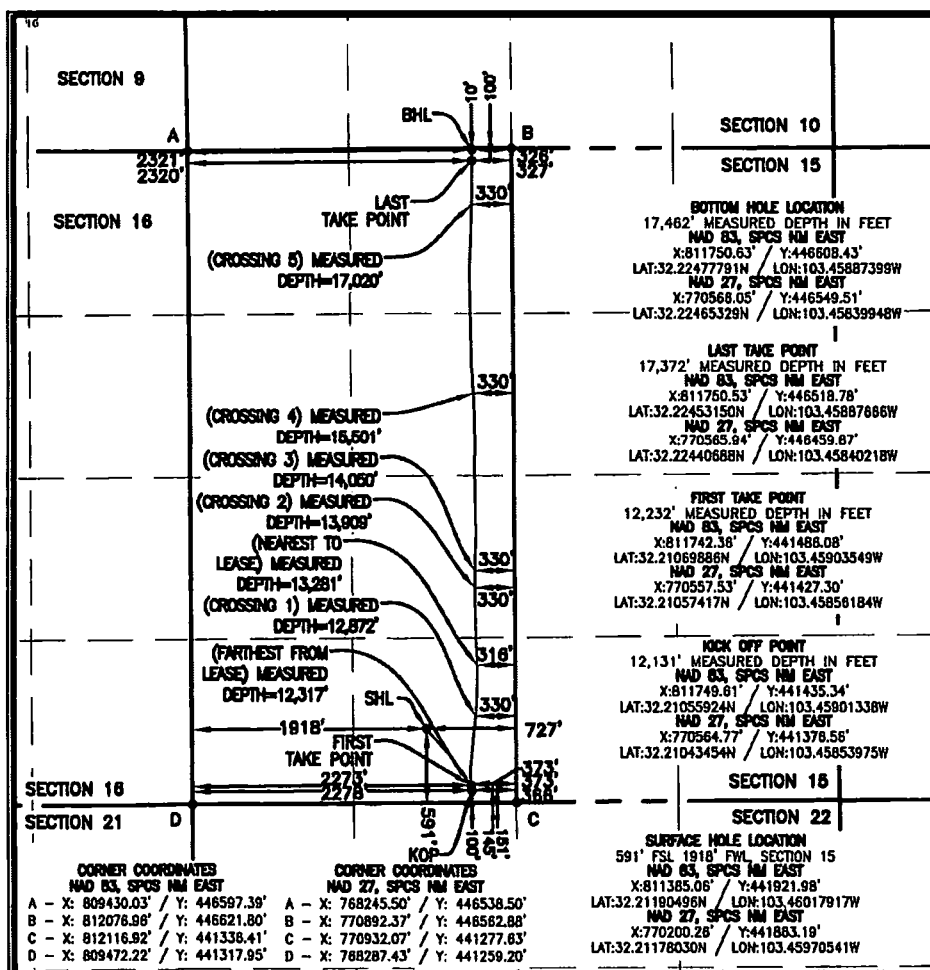 SECTION 9
10'
100'
BHL
A
B
SECTION 10
2321'
2320'
326'
327'
SECTION 15
LAST
TAKE POINT
330'
SECTION 16
(CROSSING 5) MEASURED
DEPTH=17,020'
BOTTOM HOLE LOCATION
17,462' MEASURED DEPTH IN FEET
NAD 83, SPCS NM EAST
X:811750.63' / Y:446608.43'
LAT:32.22477791N / LON:103.45887399W
NAD 27, SPCS NM EAST
X:770568.05' / Y:446549.51'
LAT:32.22465329N / LON:103.45839948W
330'
(CROSSING 4) MEASURED
DEPTH=15,501'
LAST TAKE POINT
17,372' MEASURED DEPTH IN FEET
NAD 83, SPCS NM EAST
X:811750.53' / Y:446518.78'
LAT:32.22453150N / LON:103.45887666W
NAD 27, SPCS NM EAST
X:770565.94' / Y:446459.87'
LAT:32.22440688N / LON:103.45840218W
(CROSSING 3) MEASURED
DEPTH=14,050'
(CROSSING 2) MEASURED
DEPTH=13,909'
(NEAREST TO
LEASE) MEASURED
DEPTH=13,281'
330'
330'
FIRST TAKE POINT
12,232' MEASURED DEPTH IN FEET
NAD 83, SPCS NM EAST
X:811742.38' / Y:441486.08'
LAT:32.21069886N / LON:103.45903549W
NAD 27, SPCS NM EAST
X:770557.53' / Y:441427.30'
LAT:32.21057417N / LON:103.45856184W
(CROSSING 1) MEASURED
DEPTH=12,872'
316'
(FARTHEST FROM
LEASE) MEASURED
DEPTH=12,317'
SHL
330'
1918'
727'
FIRST
TAKE POINT
KICK OFF POINT
12,131' MEASURED DEPTH IN FEET
NAD 83, SPCS NM EAST
X:811749.61' / Y:441435.34'
LAT:32.21055924N / LON:103.45901338W
NAD 27, SPCS NM EAST
X:770564.77' / Y:441376.56'
LAT:32.21043454N / LON:103.45853975W
2273'
2278'
373'
373'
366'
SECTION 16
SECTION 15
SECTION 21
D
C
SECTION 22
591'
KOP
100'
145'
151'
SURFACE HOLE LOCATION
591' FSL 1918' FWL, SECTION 15
NAD 83, SPCS NM EAST
X:811385.06' / Y:441921.98'
LAT:32.21190496N / LON:103.46017917W
NAD 27, SPCS NM EAST
X:770200.26' / Y:441863.19'
LAT:32.21178030N / LON:103.45970541W
CORNER COORDINATES
NAD 83, SPCS NM EAST
A - X: 809430.03' / Y: 446597.39'
B - X: 812076.96' / Y: 446621.80'
C - X: 812116.92' / Y: 441336.41'
D - X: 809472.22' / Y: 441317.95'
CORNER COORDINATES
NAD 27, SPCS NM EAST
A - X: 768245.50' / Y: 446538.50'
B - X: 770892.37' / Y: 446562.88'
C - X: 770932.07' / Y: 441277.63'
D - X: 768287.43' / Y: 441259.20'